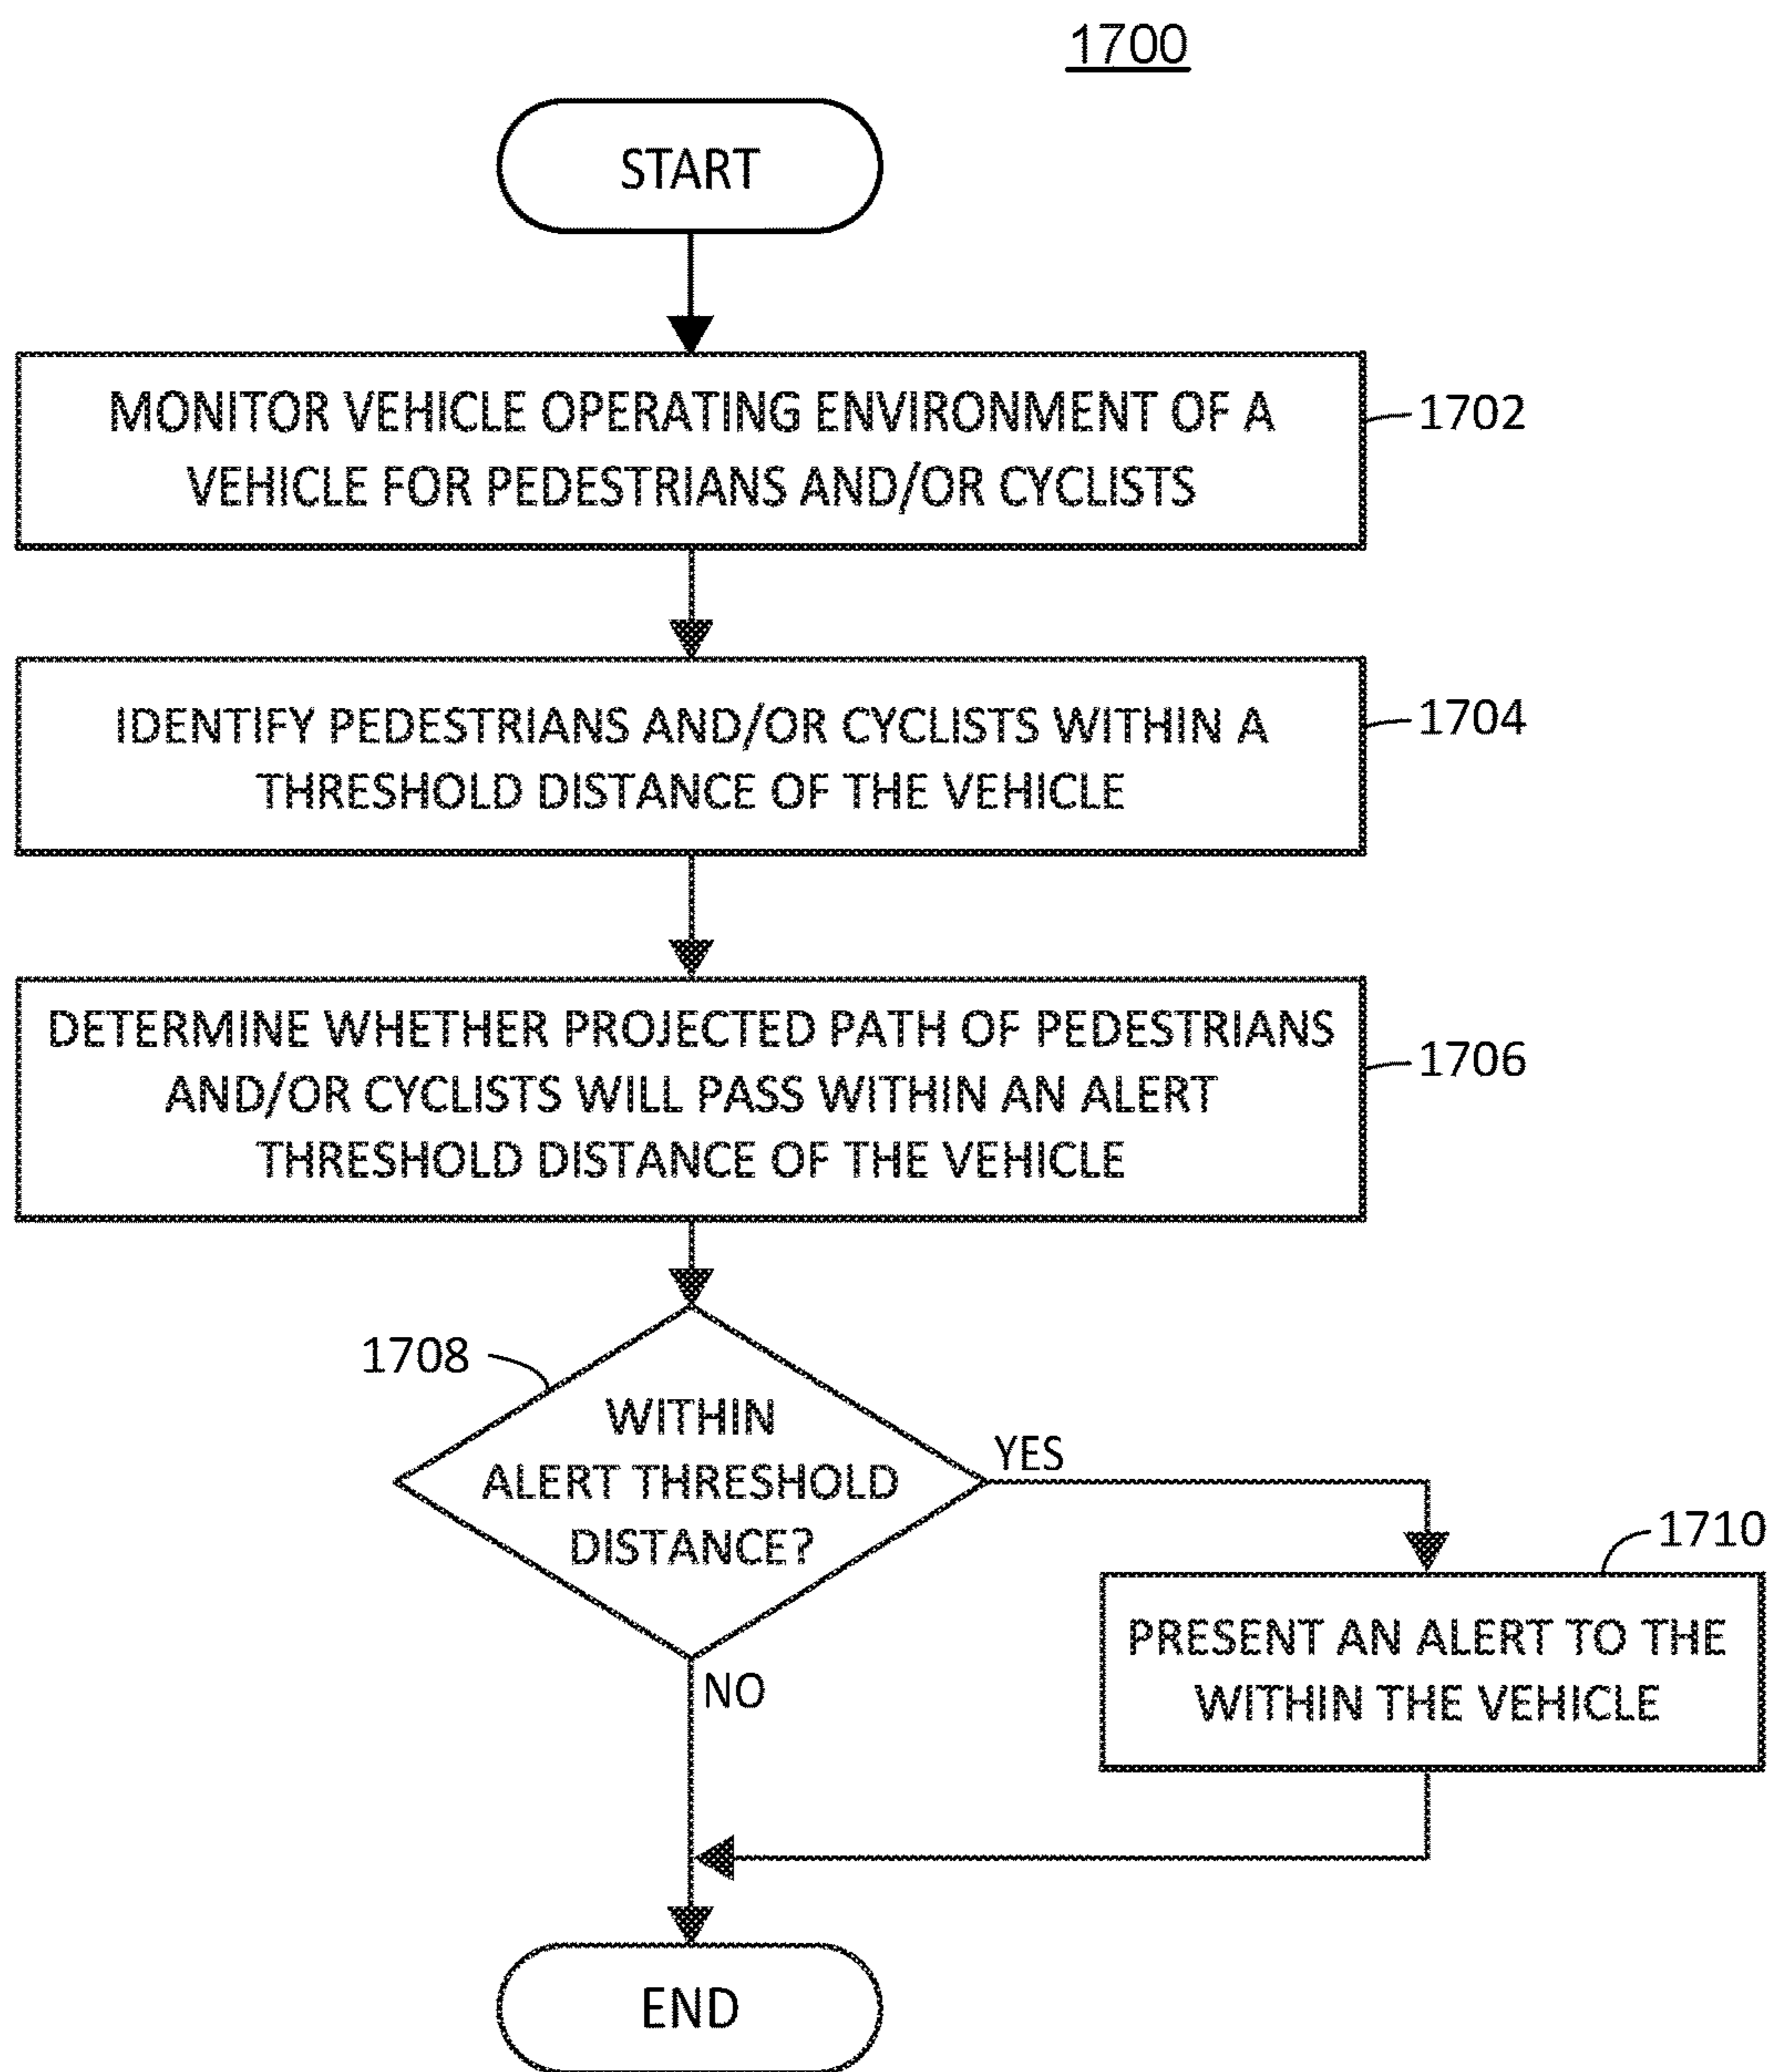 1700
START
MONITOR VEHICLE OPERATING ENVIRONMENT OF A
VEHICLE FOR PEDESTRIANS AND/OR CYCLISTS
1702
IDENTIFY PEDESTRIANS AND/OR CYCLISTS WITHIN A
THRESHOLD DISTANCE OF THE VEHICLE
1704
DETERMINE WHETHER PROJECTED PATH OF PEDESTRIANS
AND/OR CYCLISTS WILL PASS WITHIN AN ALERT
THRESHOLD DISTANCE OF THE VEHICLE
1706
1708
WITHIN
ALERT THRESHOLD
DISTANCE?
YES
1710
PRESENT AN ALERT TO THE
WITHIN THE VEHICLE
NO
END